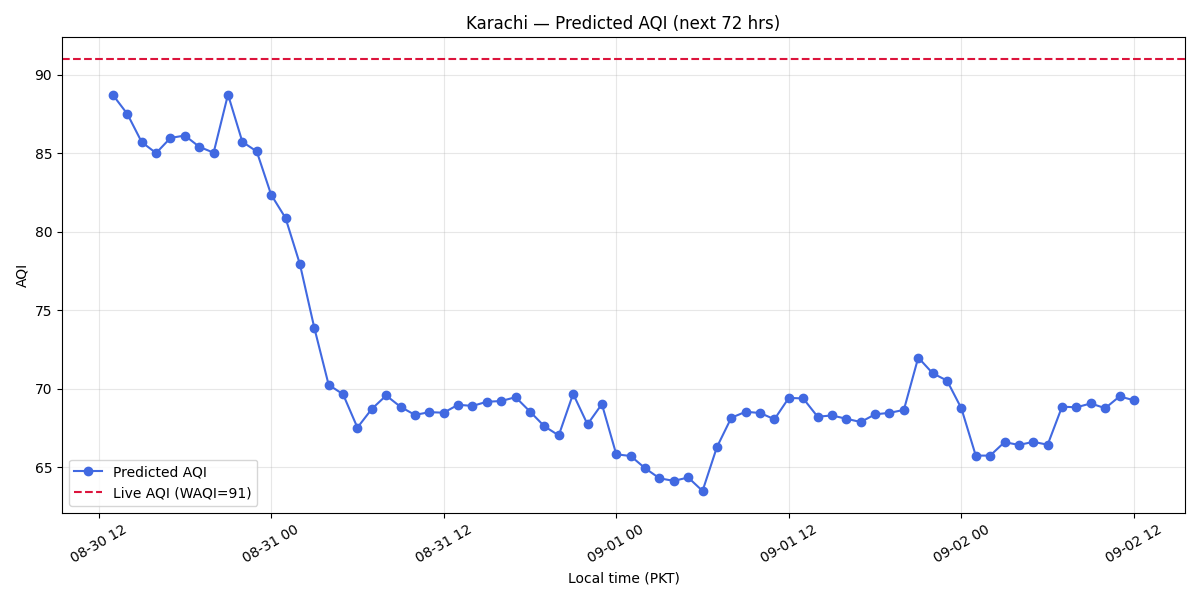 Karachi — Predicted AQI (next 72 hrs)
AQI
90
85
80
75
70
65
Predicted AQI
Live AQI (WAQI=91)
08-30 12
08-31 00
08-31 12
09-01 00
09-01 12
09-02 00
09-02 12
Local time (PKT)